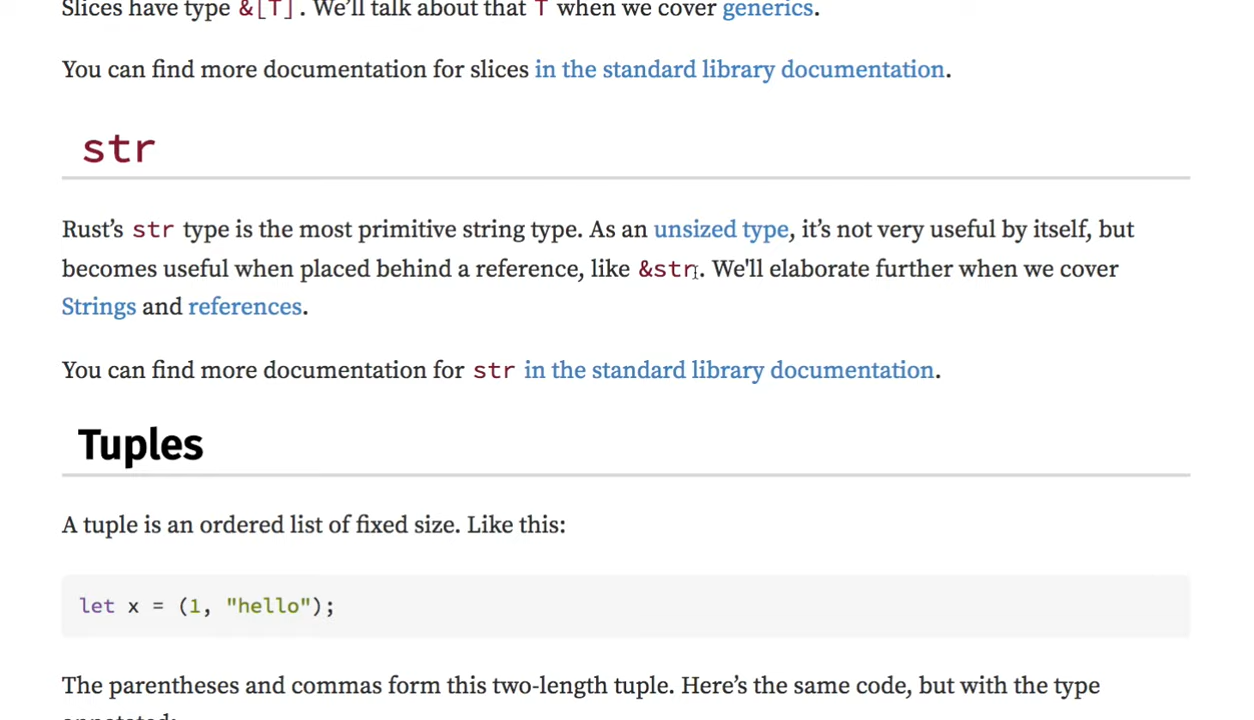 Slices have type &[T]. We’ll talk about that T when we cover generics.
You can find more documentation for slices in the standard library documentation.
str
Rust’s str type is the most primitive string type. As an unsized type, it’s not very useful by itself, but
becomes useful when placed behind a reference, like &str. We'll elaborate further when we cover
Strings and references.
You can find more documentation for str in the standard library documentation.
Tuples
A tuple is an ordered list of fixed size. Like this:
let x = (1, "hello");
The parentheses and commas form this two-length tuple. Here’s the same code, but with the type
annotated: